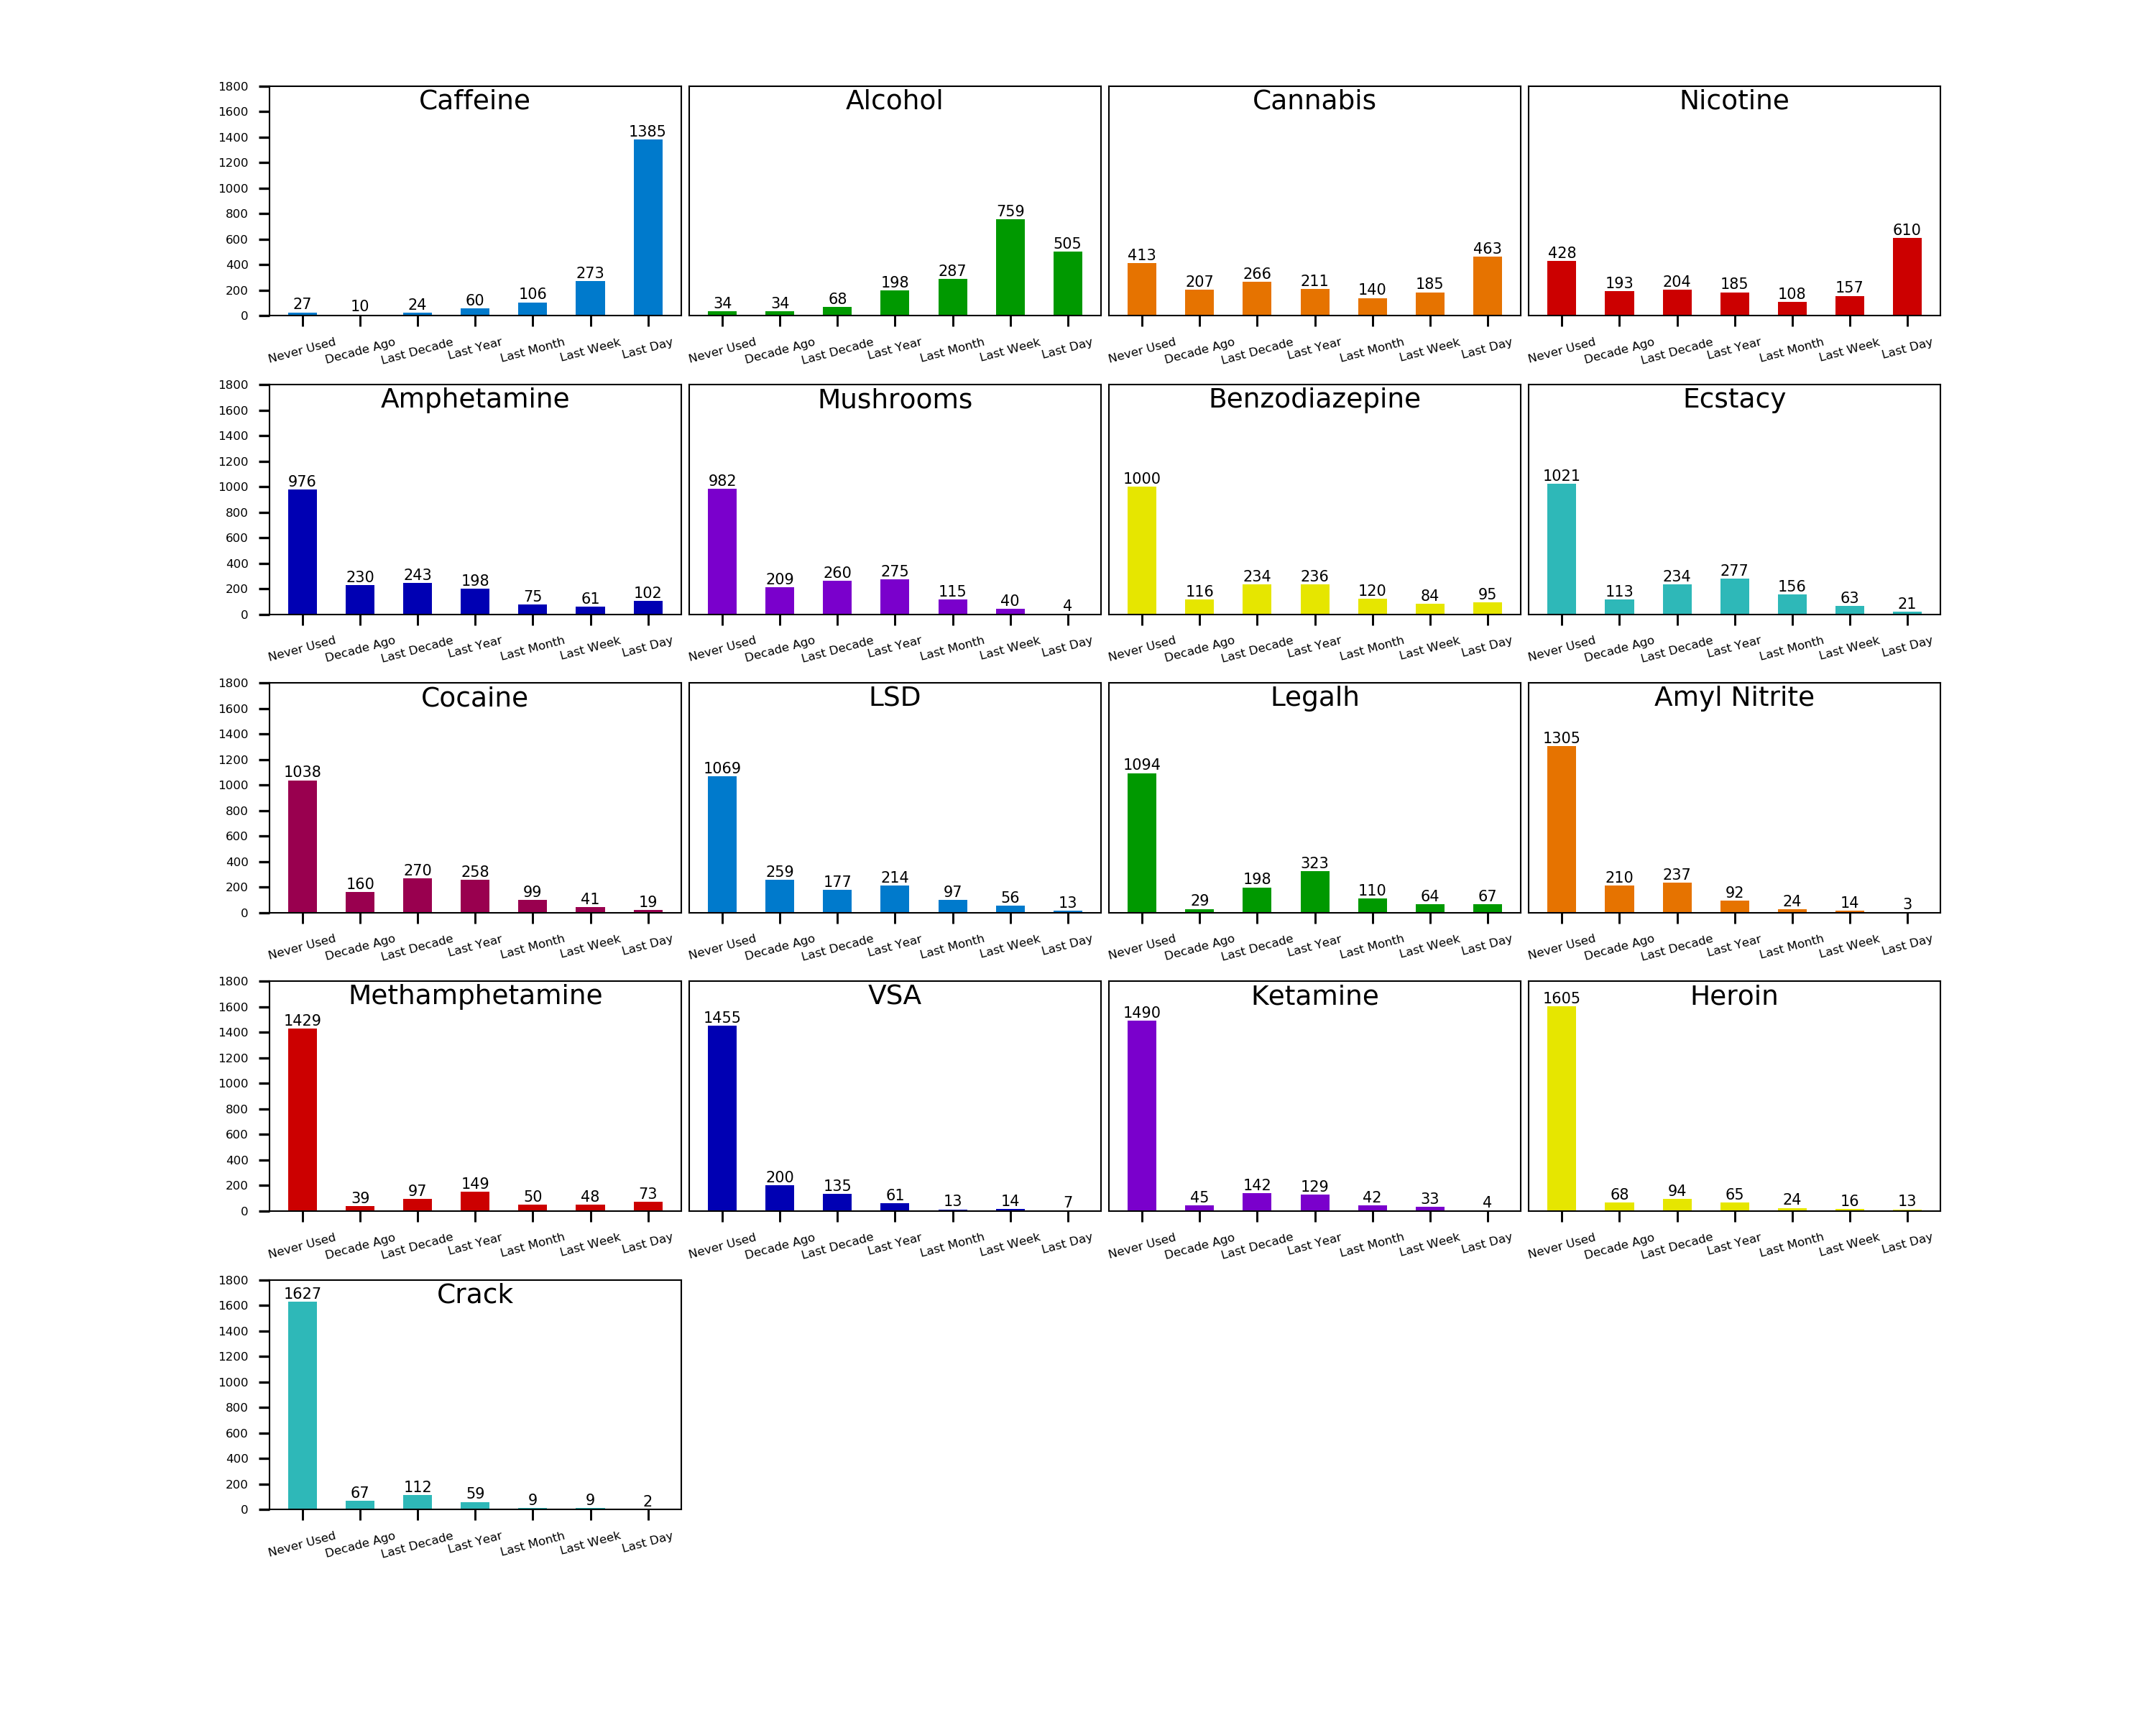 Caffeine
1800
1600
1400
1200
1000
800
600
400
200
0
27 10 24 60 106 273 1385
Never Used Decade Ago Last Decade Last Year Last Month Last Week Last Day
Alcohol
34 34 68 198 287 759 505
Never Used Decade Ago Last Decade Last Year Last Month Last Week Last Day
Cannabis
413 207 266 211 140 185 463
Never Used Decade Ago Last Decade Last Year Last Month Last Week Last Day
Nicotine
428 193 204 185 108 157 610
Never Used Decade Ago Last Decade Last Year Last Month Last Week Last Day
Amphetamine
1800
1600
1400
1200
1000
800
600
400
200
0
976 230 243 198 75 61 102
Never Used Decade Ago Last Decade Last Year Last Month Last Week Last Day
Mushrooms
982 209 260 275 115 40 4
Never Used Decade Ago Last Decade Last Year Last Month Last Week Last Day
Benzodiazepine
1000 116 234 236 120 84 95
Never Used Decade Ago Last Decade Last Year Last Month Last Week Last Day
Ecstacy
1021 113 234 277 156 63 21
Never Used Decade Ago Last Decade Last Year Last Month Last Week Last Day
Cocaine
1800
1600
1400
1200
1000
800
600
400
200
0
1038 160 270 258 99 41 19
Never Used Decade Ago Last Decade Last Year Last Month Last Week Last Day
LSD
1069 259 177 214 97 56 13
Never Used Decade Ago Last Decade Last Year Last Month Last Week Last Day
Legalh
1094 29 198 323 110 64 67
Never Used Decade Ago Last Decade Last Year Last Month Last Week Last Day
Amyl Nitrite
1305 210 237 92 24 14 3
Never Used Decade Ago Last Decade Last Year Last Month Last Week Last Day
Methamphetamine
1800
1600
1400
1200
1000
800
600
400
200
0
1429 39 97 149 50 48 73
Never Used Decade Ago Last Decade Last Year Last Month Last Week Last Day
VSA
1455 200 135 61 13 14 7
Never Used Decade Ago Last Decade Last Year Last Month Last Week Last Day
Ketamine
1490 45 142 129 42 33 4
Never Used Decade Ago Last Decade Last Year Last Month Last Week Last Day
Heroin
1605 68 94 65 24 16 13
Never Used Decade Ago Last Decade Last Year Last Month Last Week Last Day
Crack
1800
1600
1400
1200
1000
800
600
400
200
0
1627 67 112 59 9 9 2
Never Used Decade Ago Last Decade Last Year Last Month Last Week Last Day